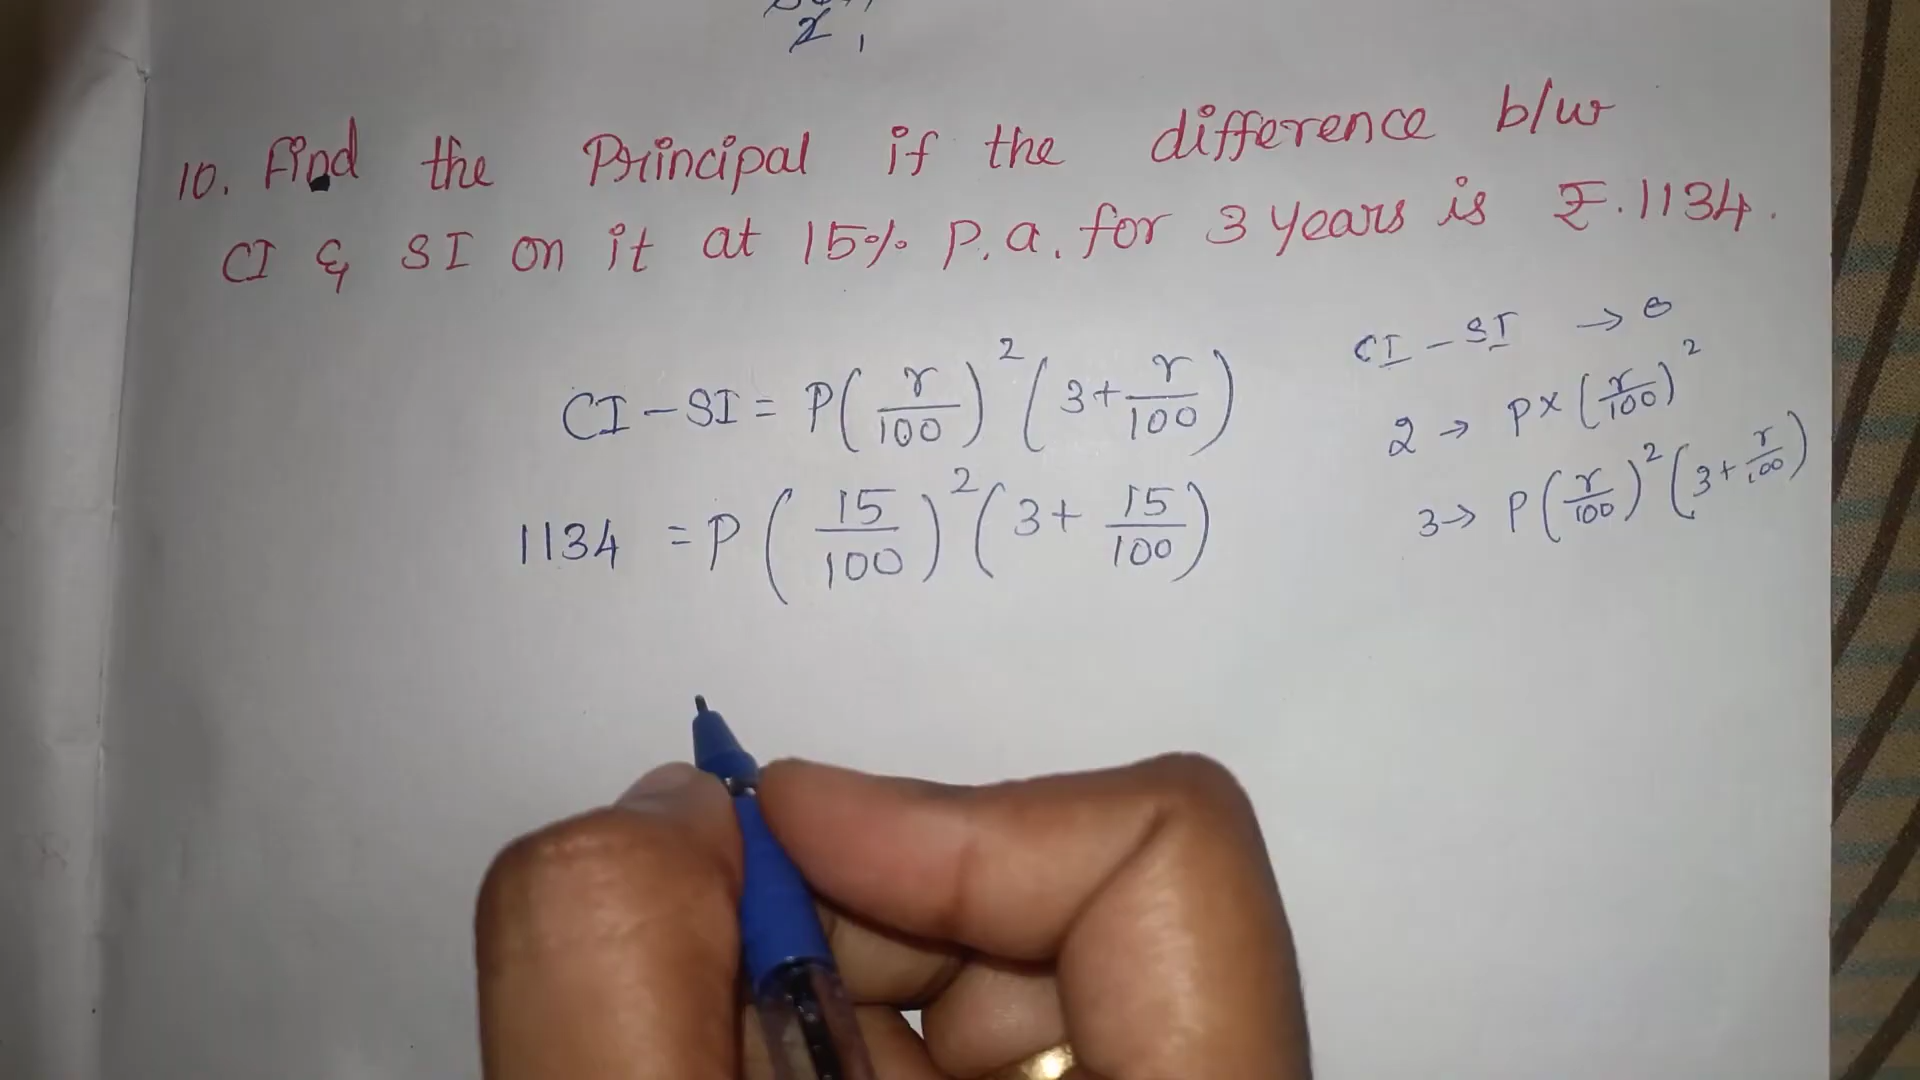 2,
10. Find the Principal if the difference b/w
CI & SI on it at 15% P.a. for 3 years is ₹.1134.
CI - SI → 0
CI - SI = P(r/100)²(3 + r/100)
2 → P × (r/100)²
3 → P(r/100)²(3 + r/100)
1134 = P(15/100)²(3 + 15/100)